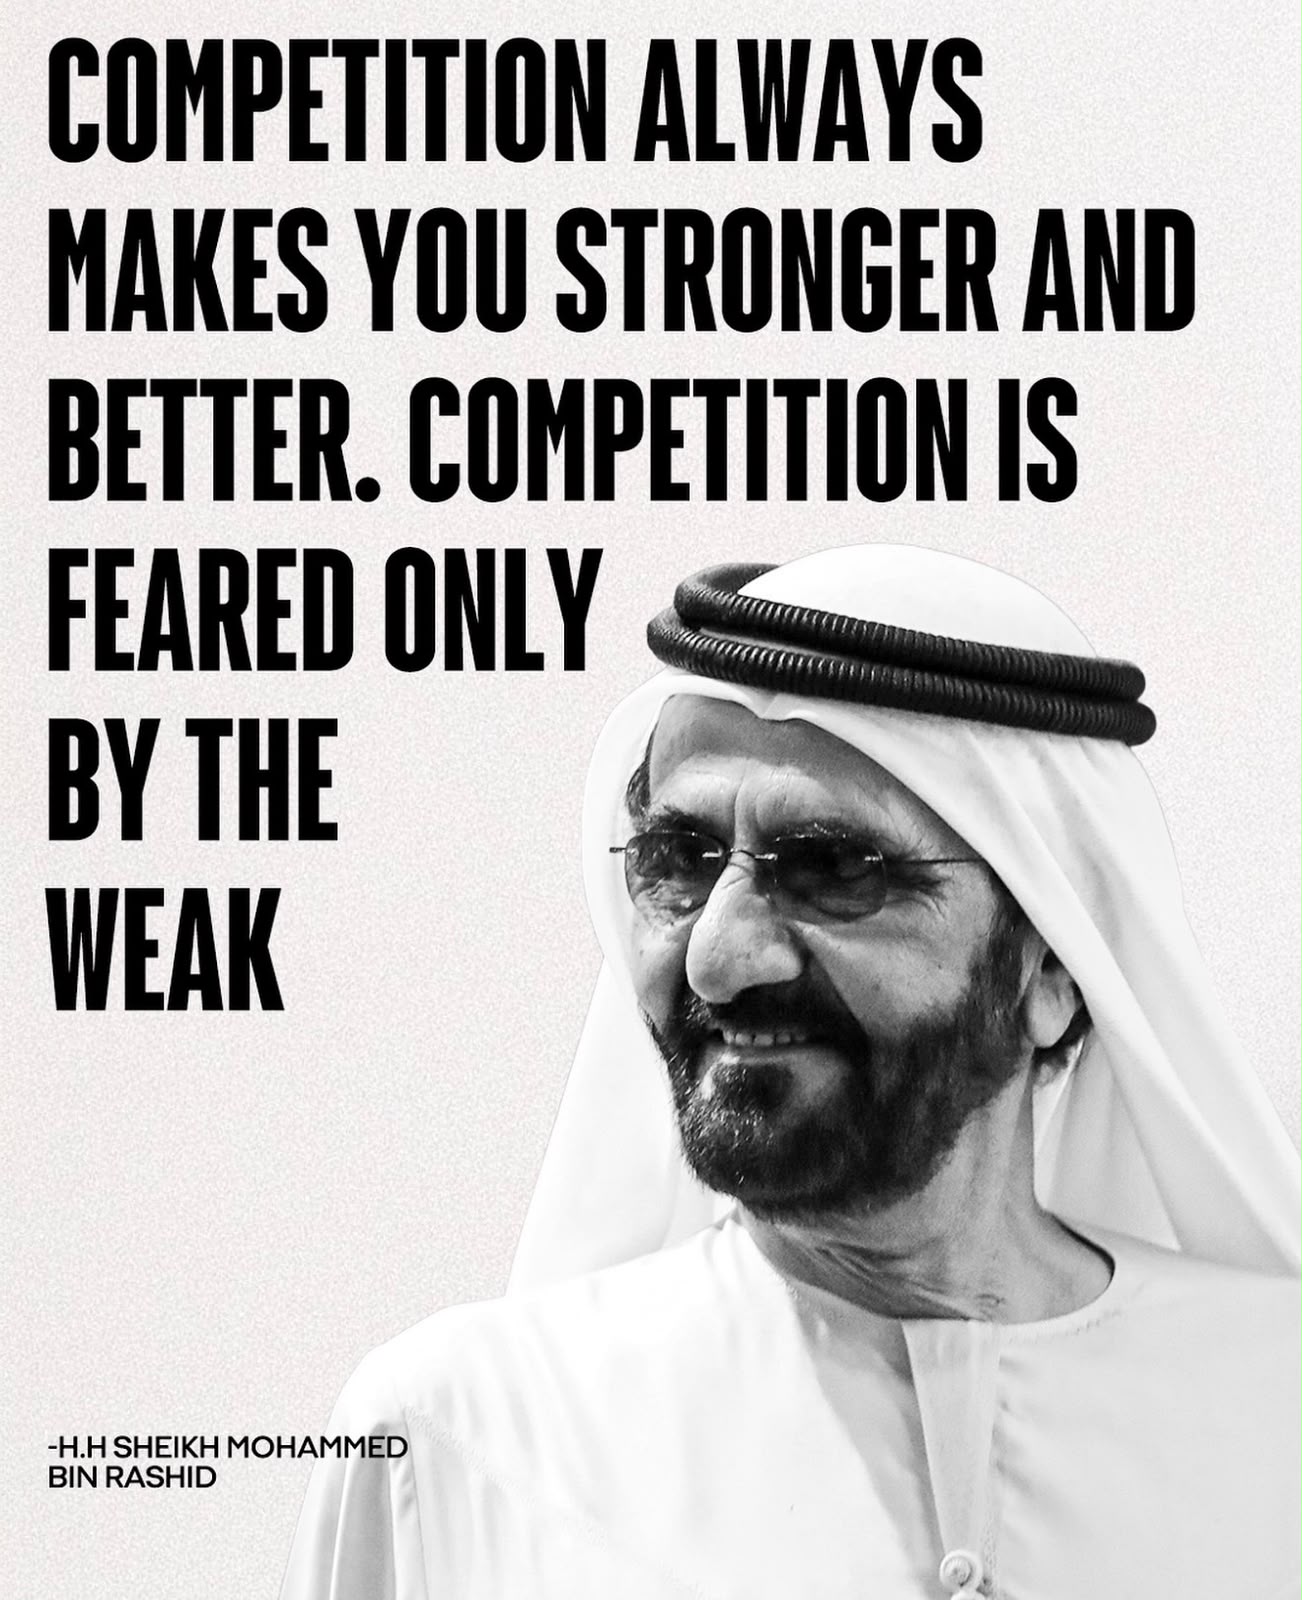 COMPETITION ALWAYS
MAKES YOU STRONGER AND
BETTER. COMPETITION IS
FEARED ONLY
BY THE
WEAK
-H.H SHEIKH MOHAMMED
BIN RASHID